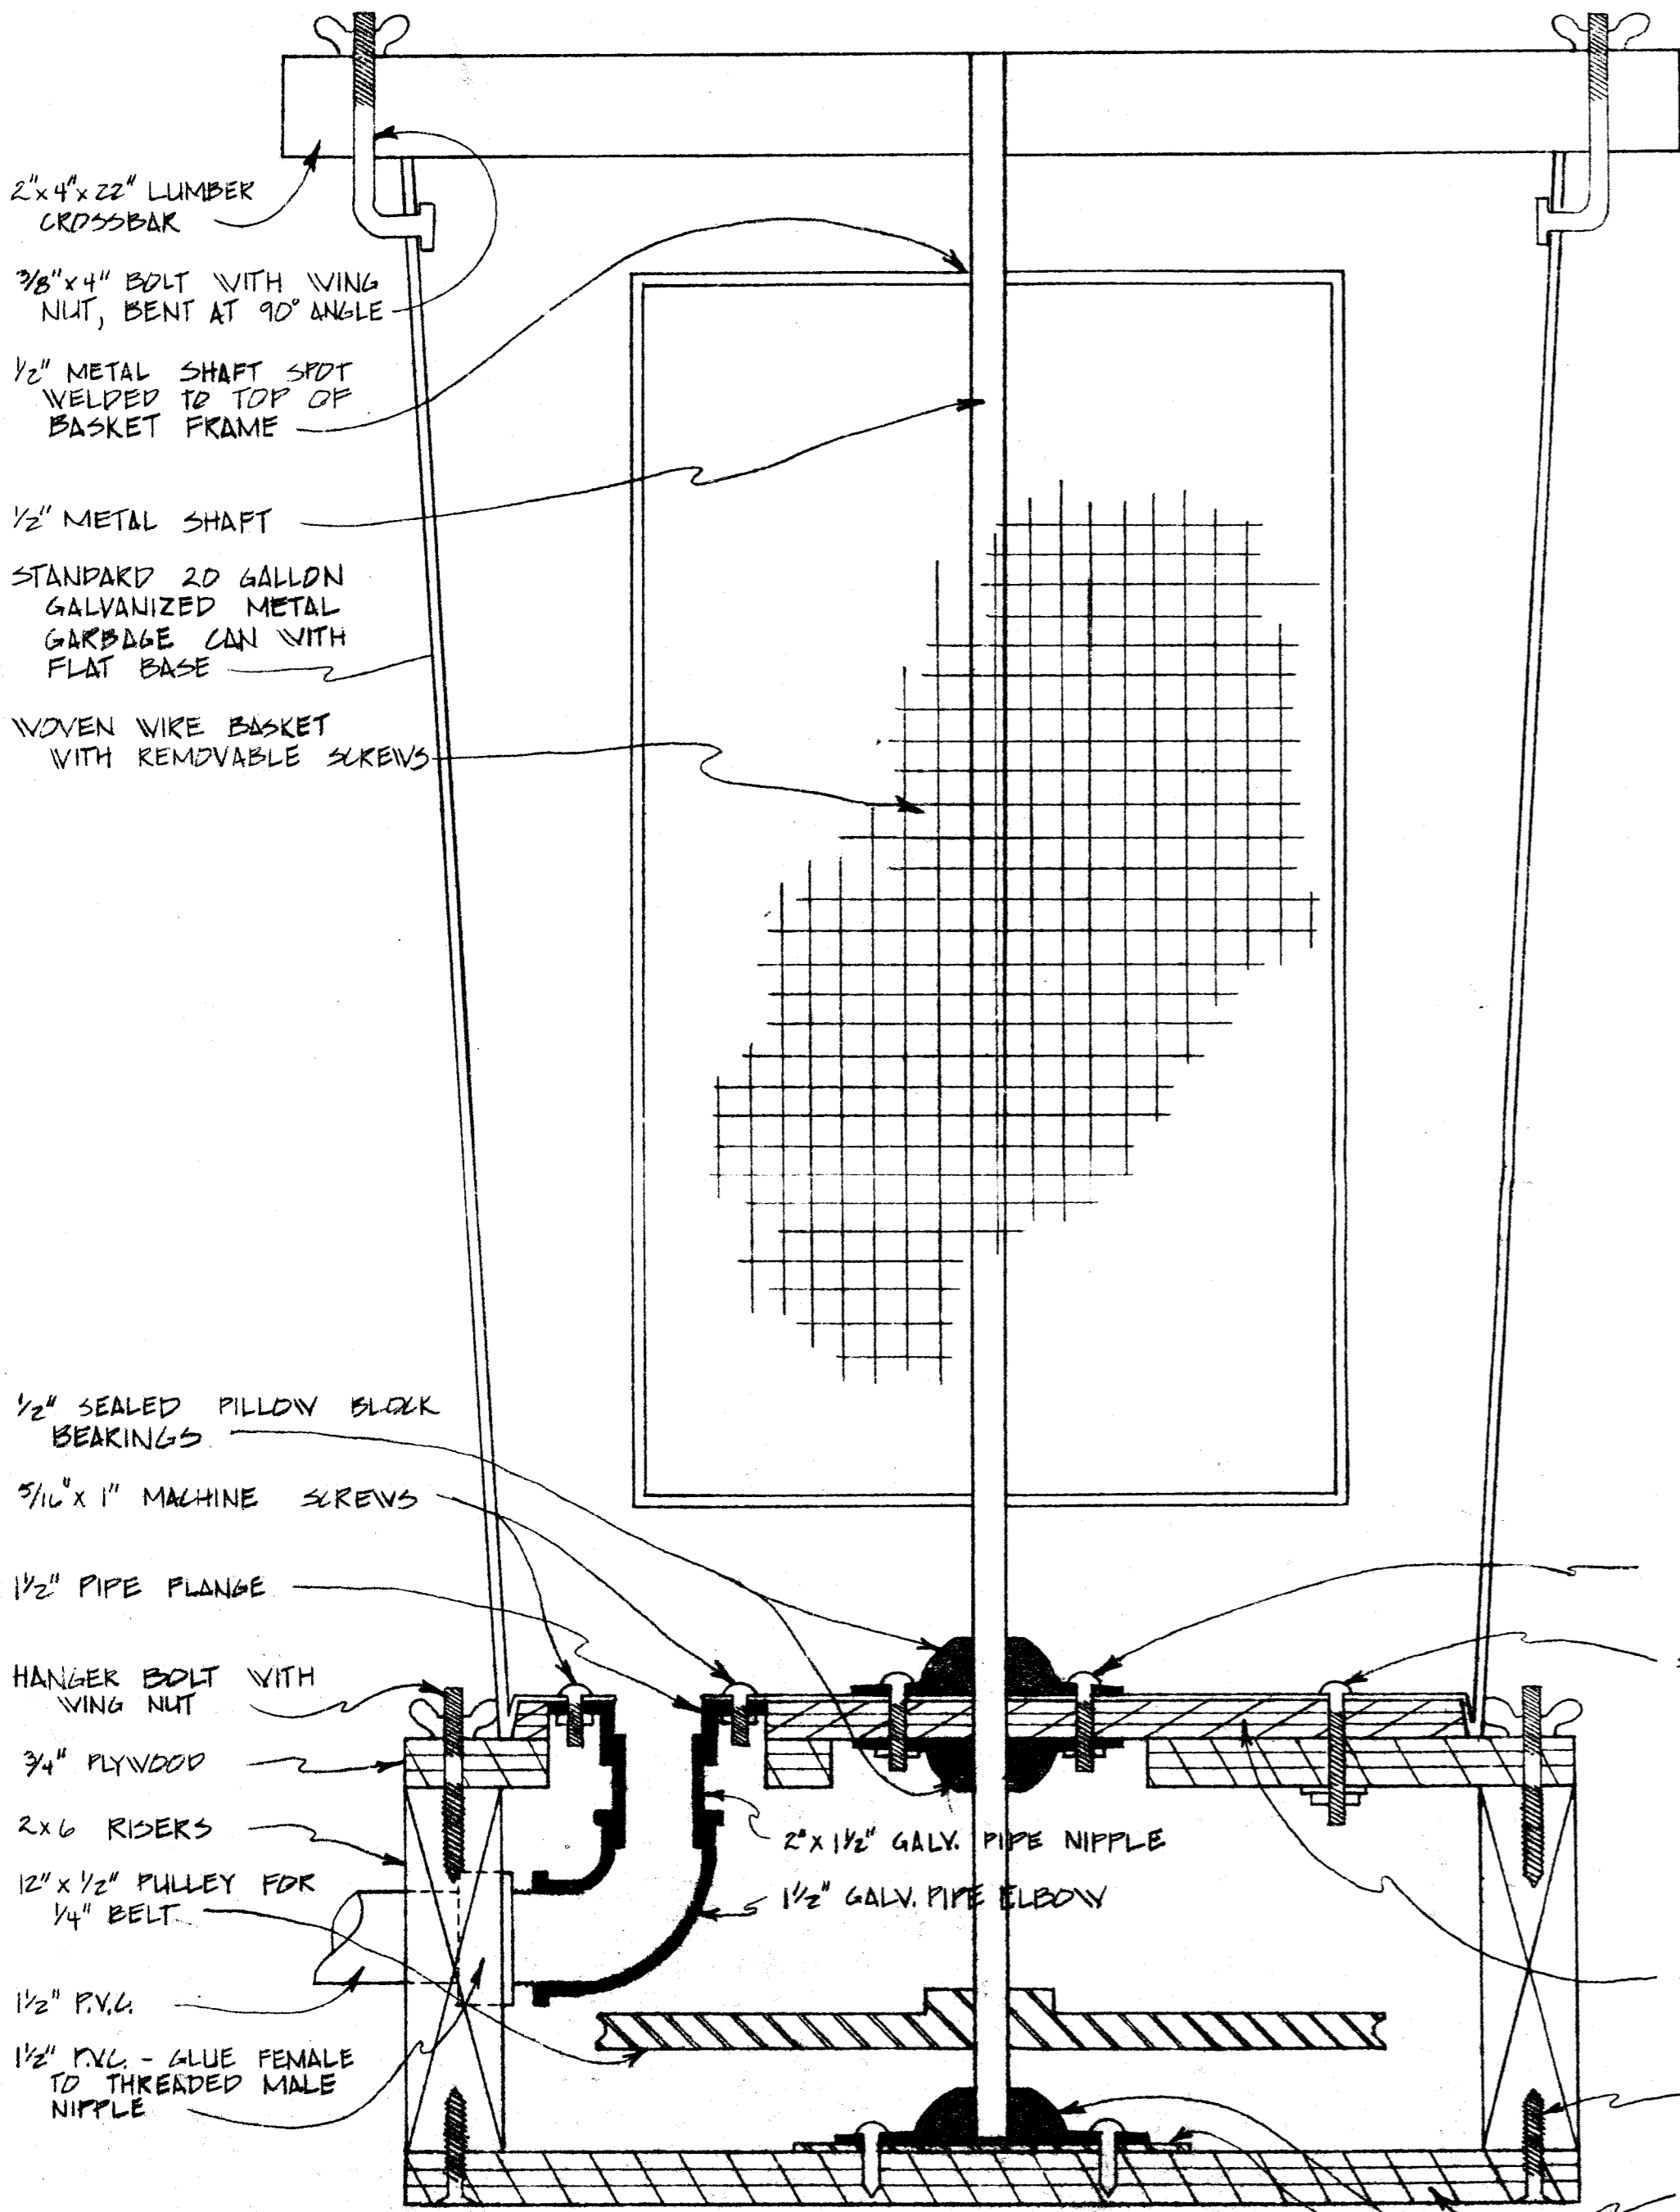 2"x 4"x 22" LUMBER
CROSSBAR
3/8" x 4" BOLT WITH WING
NUT, BENT AT 90° ANGLE
1/2" METAL SHAFT SPOT
WELDED TO TOP OF
BASKET FRAME
1/2" METAL SHAFT
STANDARD 20 GALLON
GALVANIZED METAL
GARBAGE CAN WITH
FLAT BASE
WOVEN WIRE BASKET
WITH REMOVABLE SCREWS
1/2" SEALED PILLOW BLOCK
BEARINGS
5/16" x 1" MACHINE SCREWS
1 1/2" PIPE FLANGE
HANGER BOLT WITH
WING NUT
3/4" PLYWOOD
2x6 RISERS
2" x 1 1/2" GALV. PIPE NIPPLE
12" x 1/2" PULLEY FOR
1/4" BELT
1 1/2" GALV. PIPE ELBOW
1 1/2" P.V.C.
1 1/2" P.V.C. - GLUE FEMALE
TO THREADED MALE
NIPPLE